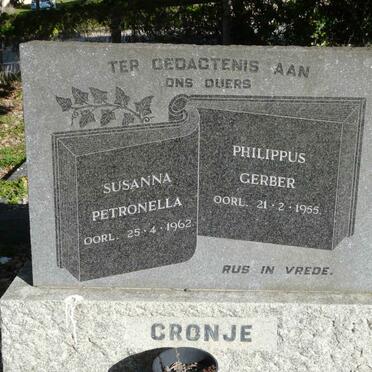 TER GEDAGTENIS AAN
ONS OUERS
SUSANNA
PETRONELLA
OORL. 25-4-1962.
PHILIPPUS
GERBER
OORL. 21-2-1955.
RUS IN VREDE.
CRONJE